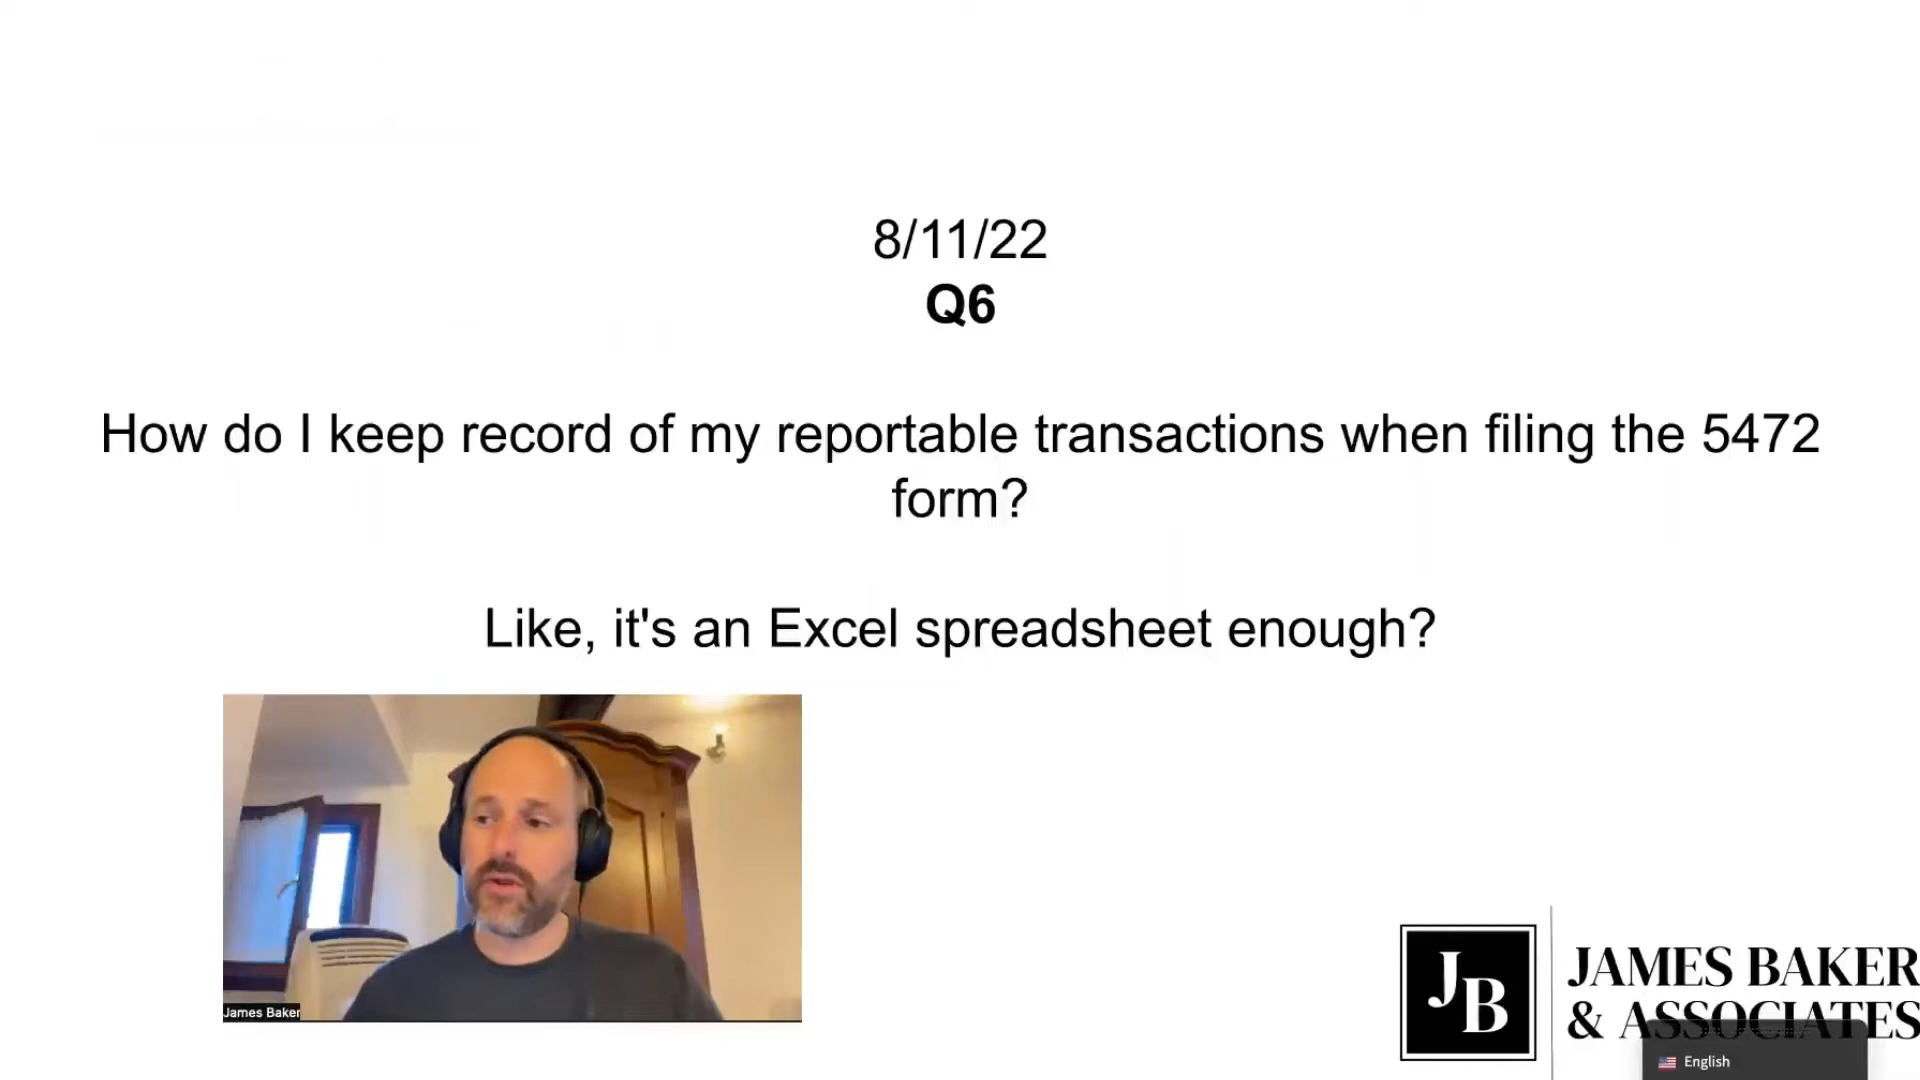 8/11/22
Q6
How do I keep record of my reportable transactions when filing the 5472
form?
Like, it's an Excel spreadsheet enough?
James Baker
JB
JAMES BAKER
& ASSOCIATES
English